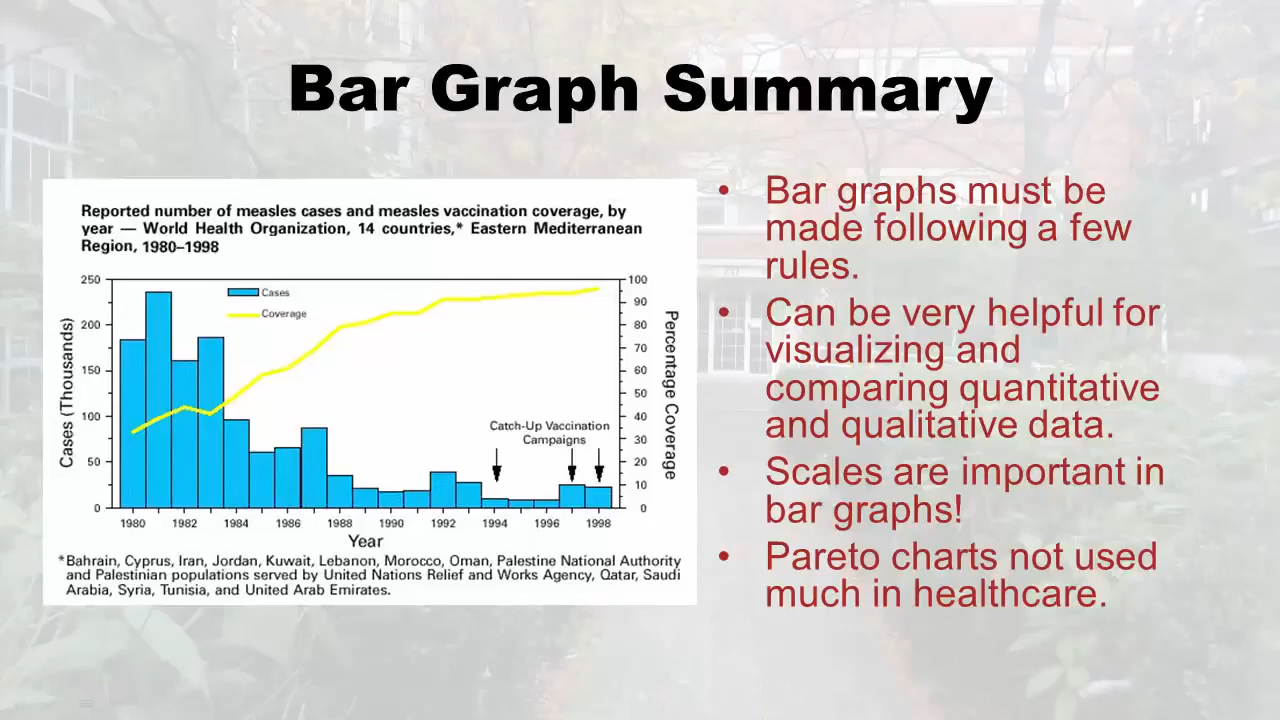 Bar Graph Summary
Reported number of measles cases and measles vaccination coverage, by
year — World Health Organization, 14 countries,* Eastern Mediterranean
Region, 1980–1998
250
200
150
100
50
0
Cases (Thousands)
Cases
Coverage
Catch-Up Vaccination
Campaigns
100
90
80
70
60
50
40
30
20
10
0
Percentage Coverage
1980 1982 1984 1986 1988 1990 1992 1994 1996 1998
Year
*Bahrain, Cyprus, Iran, Jordan, Kuwait, Lebanon, Morocco, Oman, Palestine National Authority
and Palestinian populations served by United Nations Relief and Works Agency, Qatar, Saudi
Arabia, Syria, Tunisia, and United Arab Emirates.
• Bar graphs must be
made following a few
rules.
• Can be very helpful for
visualizing and
comparing quantitative
and qualitative data.
• Scales are important in
bar graphs!
• Pareto charts not used
much in healthcare.